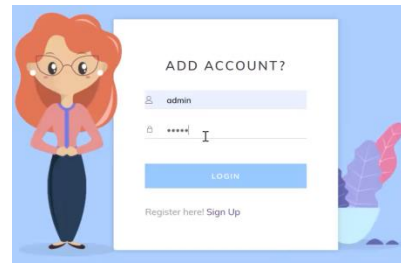 ADD ACCOUNT?
admin
•••••
LOGIN
Register here! Sign Up